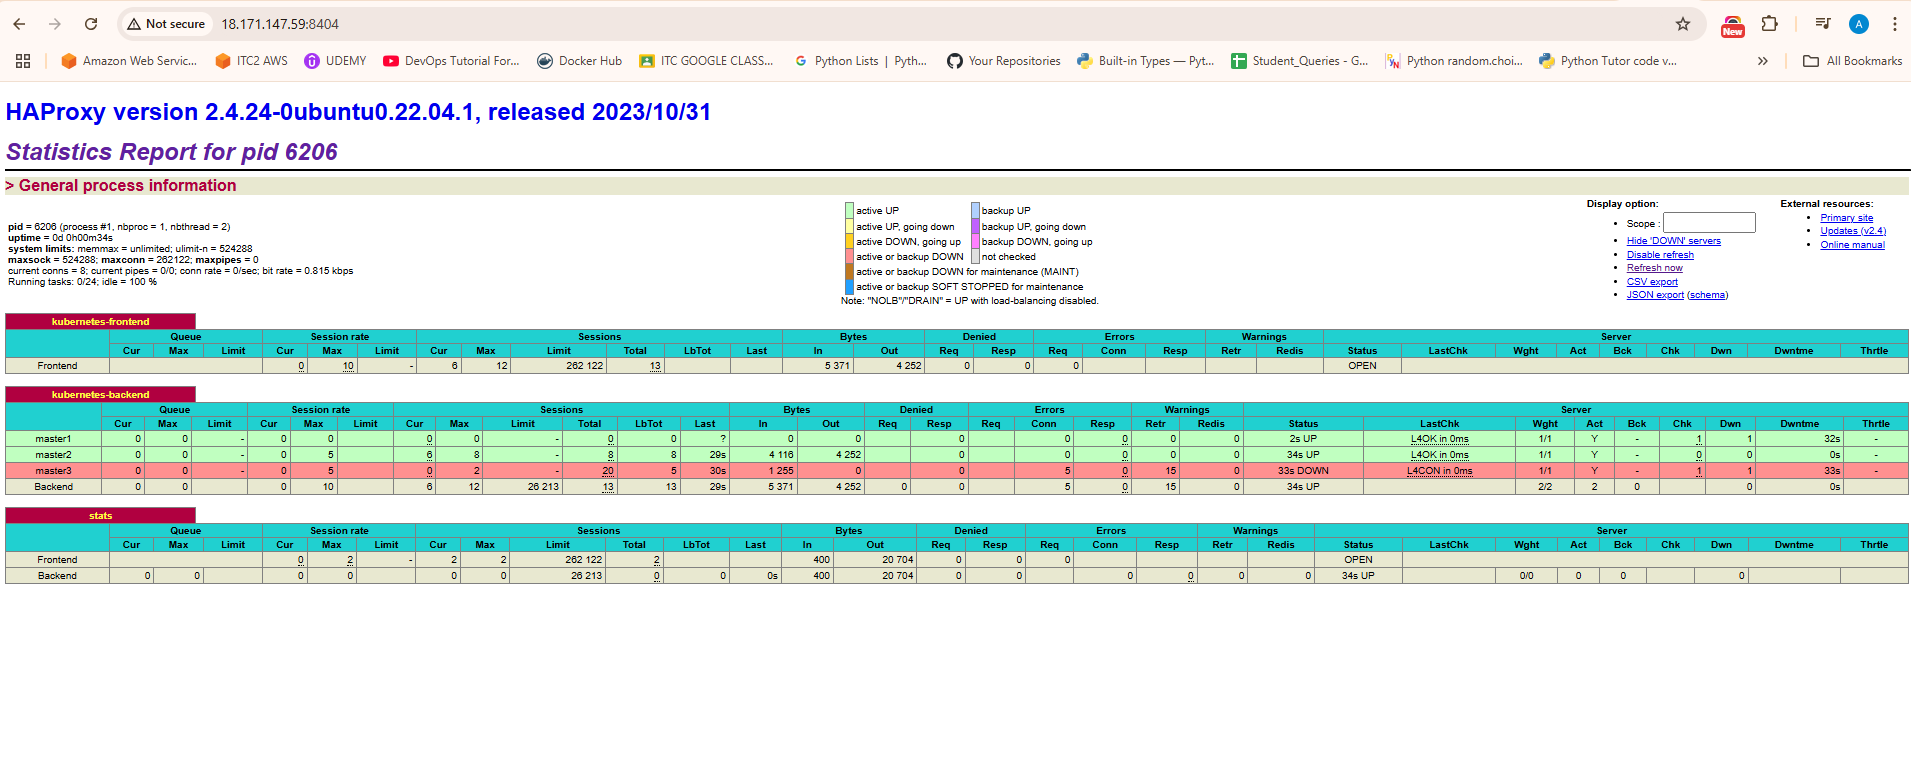 Not secure 18.171.147.59:8404 New A
Amazon Web Servic... ITC2 AWS UDEMY DevOps Tutorial For... Docker Hub ITC GOOGLE CLASS... Python Lists | Pyth... Your Repositories Built-in Types — Pyt... Student_Queries - G... Python random.choi... Python Tutor code v... » All Bookmarks
HAProxy version 2.4.24-0ubuntu0.22.04.1, released 2023/10/31
Statistics Report for pid 6206
> General process information
pid = 6206 (process #1, nbproc = 1, nbthread = 2)
uptime = 0d 0h00m34s
system limits: memmax = unlimited; ulimit-n = 524288
maxsock = 524288; maxconn = 262122; maxpipes = 0
current conns = 8; current pipes = 0/0; conn rate = 0/sec; bit rate = 0.815 kbps
Running tasks: 0/24; idle = 100 %
active UP backup UP
active UP, going down backup UP, going down
active DOWN, going up backup DOWN, going up
active or backup DOWN not checked
active or backup DOWN for maintenance (MAINT)
active or backup SOFT STOPPED for maintenance
Note: "NOLB"/"DRAIN" = UP with load-balancing disabled.
Display option:
• Scope :
• Hide 'DOWN' servers
• Disable refresh
• Refresh now
• CSV export
• JSON export (schema)
External resources:
• Primary site
• Updates (v2.4)
• Online manual
kubernetes-frontend
Queue Session rate Sessions Bytes Denied Errors Warnings Server
Cur Max Limit Cur Max Limit Cur Max Limit Total LbTot Last In Out Req Resp Req Conn Resp Retr Redis Status LastChk Wght Act Bck Chk Dwn Dwntme Thrtle
Frontend 0 10 - 6 12 262 122 13 5 371 4 252 0 0 0 OPEN
kubernetes-backend
Queue Session rate Sessions Bytes Denied Errors Warnings Server
Cur Max Limit Cur Max Limit Cur Max Limit Total LbTot Last In Out Req Resp Req Conn Resp Retr Redis Status LastChk Wght Act Bck Chk Dwn Dwntme Thrtle
master1 0 0 - 0 0 0 0 - 0 0 ? 0 0 0 0 0 0 0 2s UP L4OK in 0ms 1/1 Y - 1 1 32s -
master2 0 0 - 0 5 6 8 - 8 8 29s 4 116 4 252 0 0 0 0 0 34s UP L4OK in 0ms 1/1 Y - 0 0 0s -
master3 0 0 - 0 5 0 2 - 20 5 30s 1 255 0 0 5 0 15 0 33s DOWN L4CON in 0ms 1/1 Y - 1 1 33s -
Backend 0 0 0 10 6 12 26 213 13 13 29s 5 371 4 252 0 0 5 0 15 0 34s UP 2/2 2 0 0 0s
stats
Queue Session rate Sessions Bytes Denied Errors Warnings Server
Cur Max Limit Cur Max Limit Cur Max Limit Total LbTot Last In Out Req Resp Req Conn Resp Retr Redis Status LastChk Wght Act Bck Chk Dwn Dwntme Thrtle
Frontend 0 2 - 2 2 262 122 2 400 20 704 0 0 0 OPEN
Backend 0 0 0 0 0 0 26 213 0 0 0s 400 20 704 0 0 0 0 0 0 34s UP 0/0 0 0 0